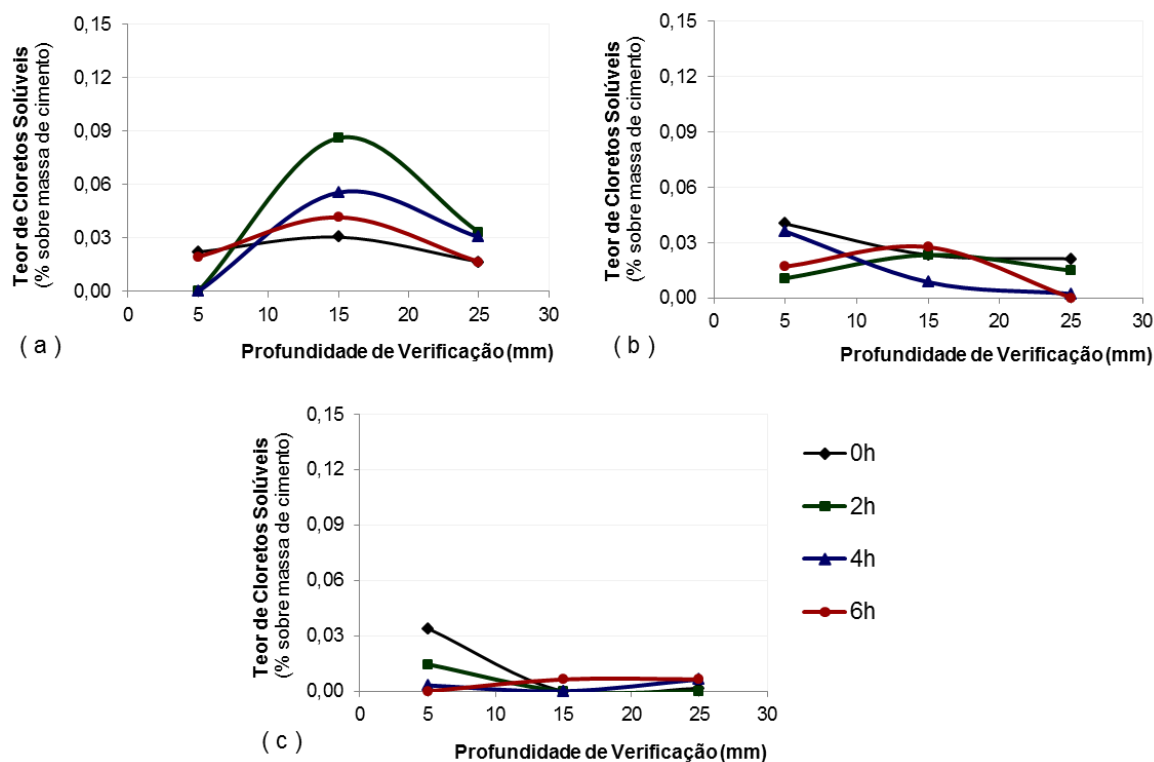 Teor de Cloretos Solúveis
(% sobre massa de cimento)
0,15
0,12
0,09
0,06
0,03
0,00
0 5 10 15 20 25 30
( a )
Profundidade de Verificação (mm)
Teor de Cloretos Solúveis
(% sobre massa de cimento)
0,15
0,12
0,09
0,06
0,03
0,00
0 5 10 15 20 25 30
( b )
Profundidade de Verificação (mm)
Teor de Cloretos Solúveis
(% sobre massa de cimento)
0,15
0,12
0,09
0,06
0,03
0,00
0 5 10 15 20 25 30
( c )
Profundidade de Verificação (mm)
0h
2h
4h
6h